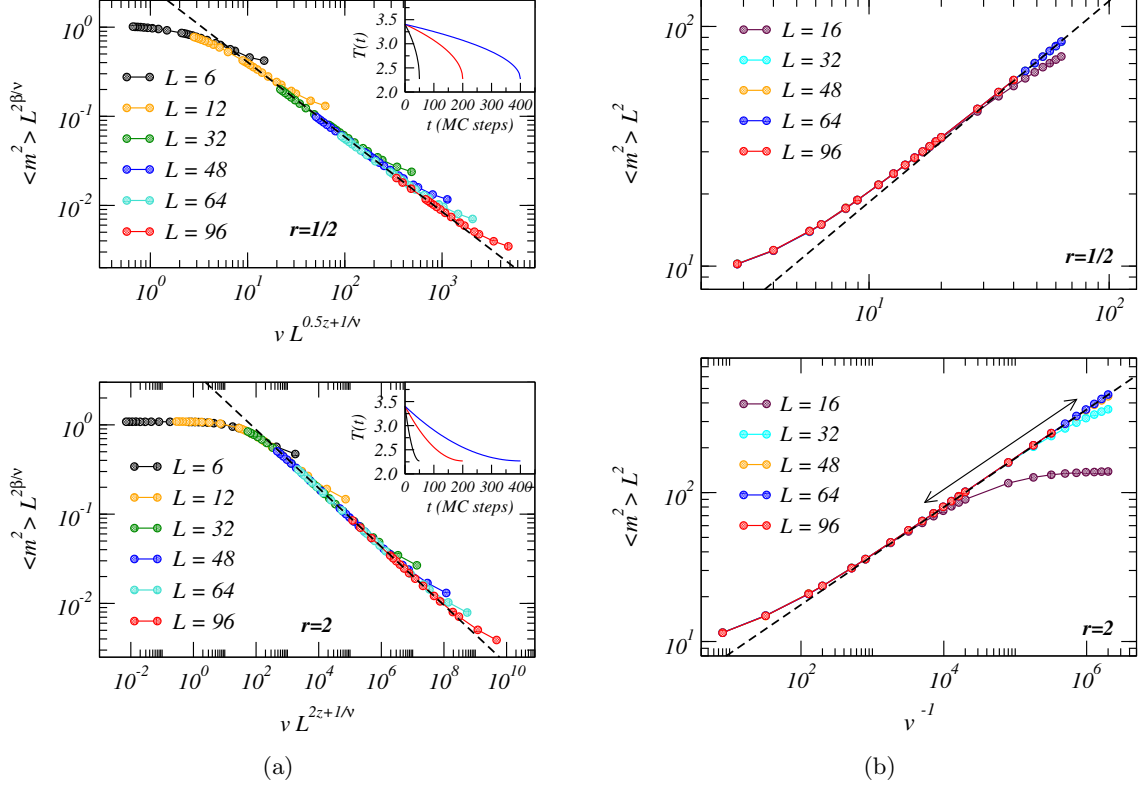 <m²> L^{2β/ν}
10^0
10^{-1}
10^{-2}
L = 6
L = 12
L = 32
L = 48
L = 64
L = 96
r=1/2
10^0 10^1 10^2 10^3
v L^{0.5z+1/ν}
T(t)
3.5
3.0
2.5
2.0
0 100 200 300 400
t (MC steps)
<m²> L²
10^2
10^1
L = 16
L = 32
L = 48
L = 64
L = 96
r=1/2
10^1 10^2
<m²> L^{2β/ν}
10^0
10^{-1}
10^{-2}
L = 6
L = 12
L = 32
L = 48
L = 64
L = 96
r=2
10^{-2} 10^0 10^2 10^4 10^6 10^8 10^{10}
v L^{2z+1/ν}
T(t)
3.5
3.0
2.5
2.0
0 100 200 300 400
t (MC steps)
<m²> L²
10^2
10^1
L = 16
L = 32
L = 48
L = 64
L = 96
r=2
10^2 10^4 10^6
v^{-1}
(a)
(b)